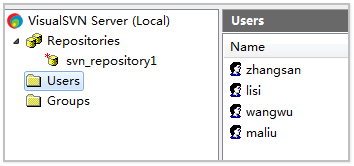 VisualSVN Server (Local)
Repositories
svn_repository1
Users
Groups
Users
Name
zhangsan
lisi
wangwu
maliu